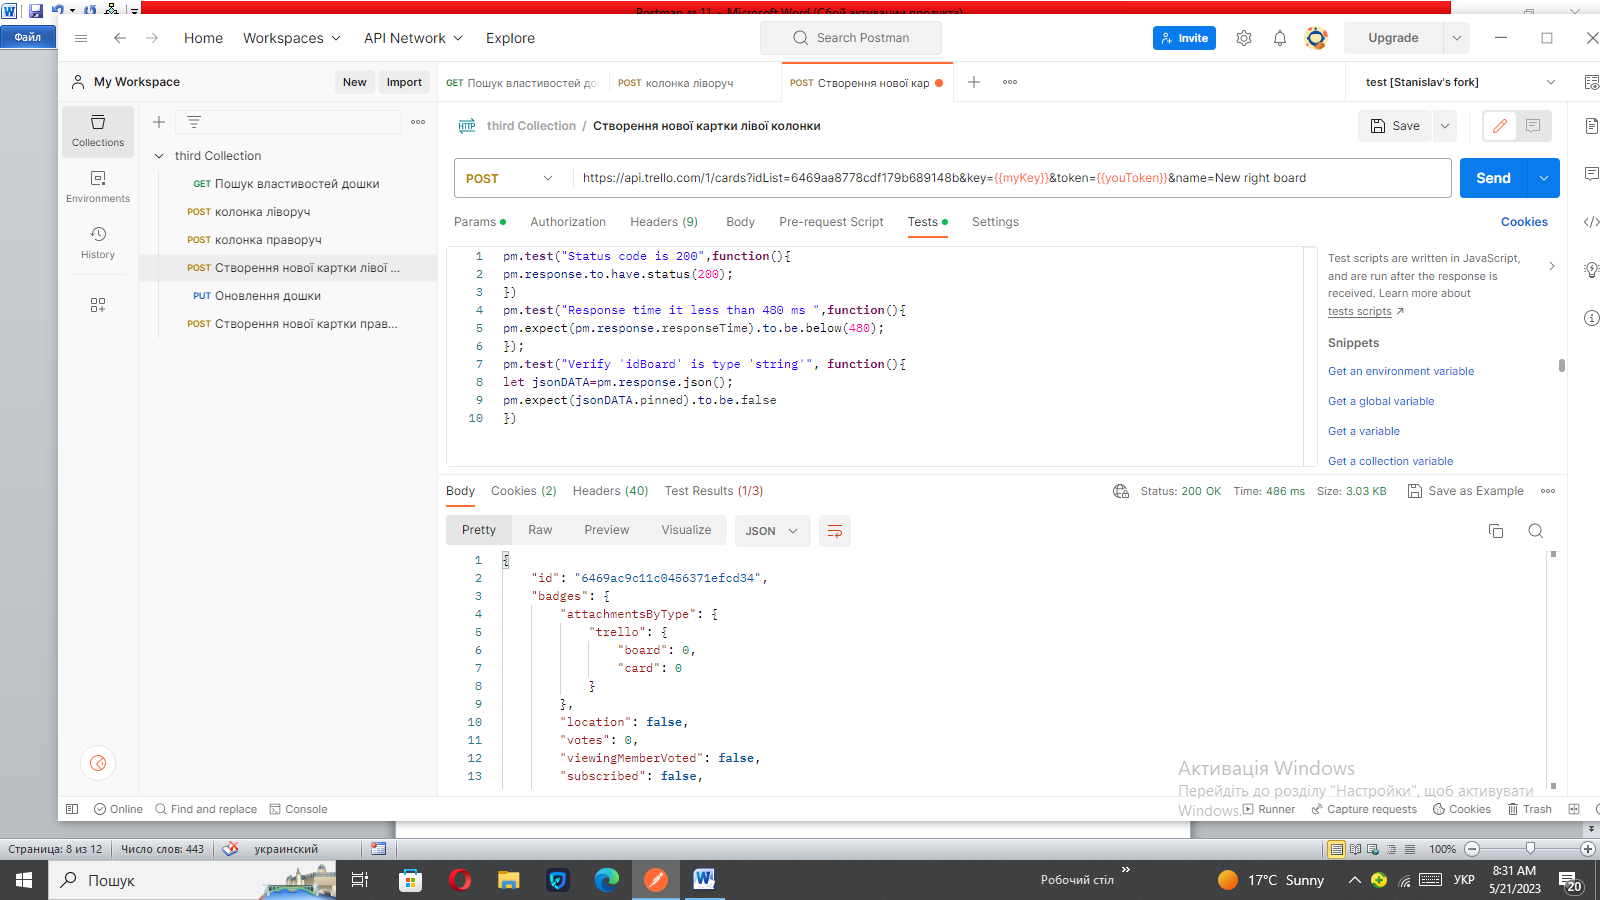 Postman дз 11 - Microsoft Word (Сбой активации продукта)
Файл
Home Workspaces API Network Explore
Search Postman
Invite
Upgrade
My Workspace
New Import
GET Пошук властивостей до
POST колонка ліворуч
POST Створення нової кар
test [Stanislav's fork]
Collections
Environments
History
third Collection
GET Пошук властивостей дошки
POST колонка ліворуч
POST колонка праворуч
POST Створення нової картки лівої ...
PUT Оновлення дошки
POST Створення нової картки прав...
HTTP third Collection / Створення нової картки лівої колонки
Save
POST https://api.trello.com/1/cards?idList=6469aa8778cdf179b689148b&key={{myKey}}&token={{youToken}}&name=New right board
Send
Params Authorization Headers (9) Body Pre-request Script Tests Settings
Cookies
1 pm.test("Status code is 200",function(){
2 pm.response.to.have.status(200);
3 })
4 pm.test("Response time it less than 480 ms ",function(){
5 pm.expect(pm.response.responseTime).to.be.below(480);
6 });
7 pm.test("Verify 'idBoard' is type 'string'", function(){
8 let jsonDATA=pm.response.json();
9 pm.expect(jsonDATA.pinned).to.be.false
10 })
Test scripts are written in JavaScript,
and are run after the response is
received. Learn more about
tests scripts ↗
Snippets
Get an environment variable
Get a global variable
Get a variable
Get a collection variable
Body Cookies (2) Headers (40) Test Results (1/3)
Status: 200 OK Time: 486 ms Size: 3.03 KB Save as Example
Pretty Raw Preview Visualize JSON
1 {
2 "id": "6469ac9c11c0456371efcd34",
3 "badges": {
4 "attachmentsByType": {
5 "trello": {
6 "board": 0,
7 "card": 0
8 }
9 },
10 "location": false,
11 "votes": 0,
12 "viewingMemberVoted": false,
13 "subscribed": false,
Активація Windows
Перейдіть до розділу "Настройки", щоб активувати
Windows.
Online Find and replace Console
Runner Capture requests Cookies Trash
Страница: 8 из 12 Число слов: 443 украинский
100%
Пошук
Робочий стіл »
17°C Sunny
УКР
8:31 AM
5/21/2023
20